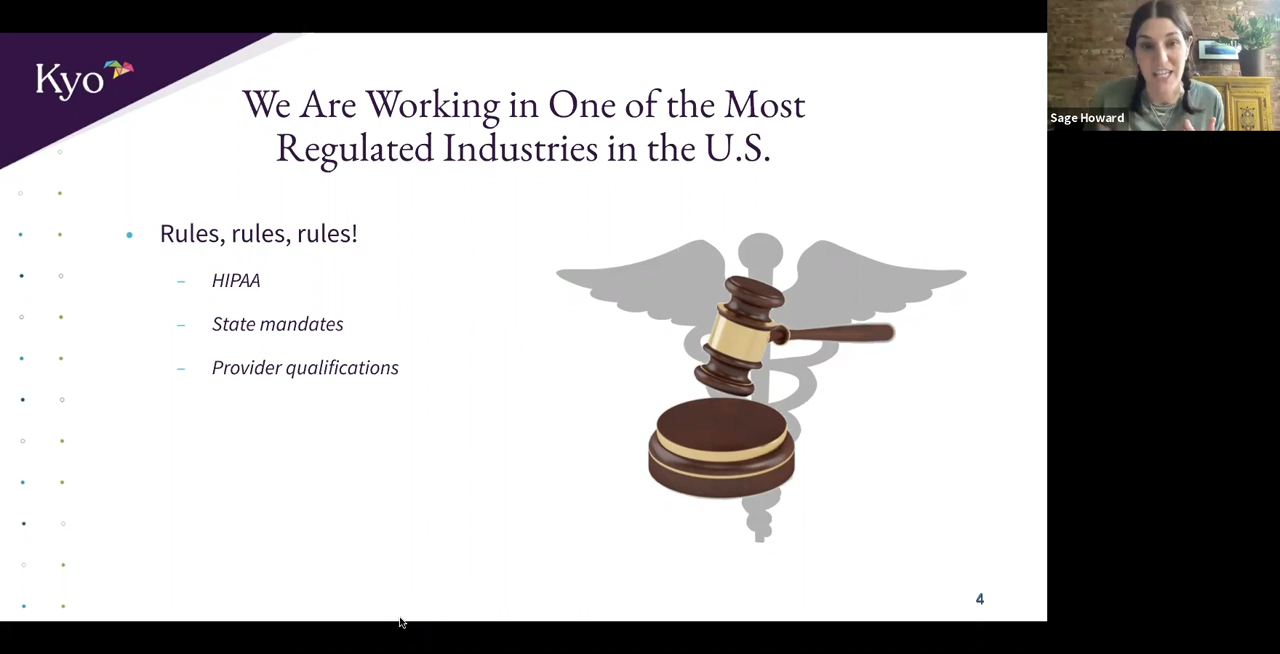 Kyo
We Are Working in One of the Most
Regulated Industries in the U.S.
Sage Howard
• Rules, rules, rules!
– HIPAA
– State mandates
– Provider qualifications
4